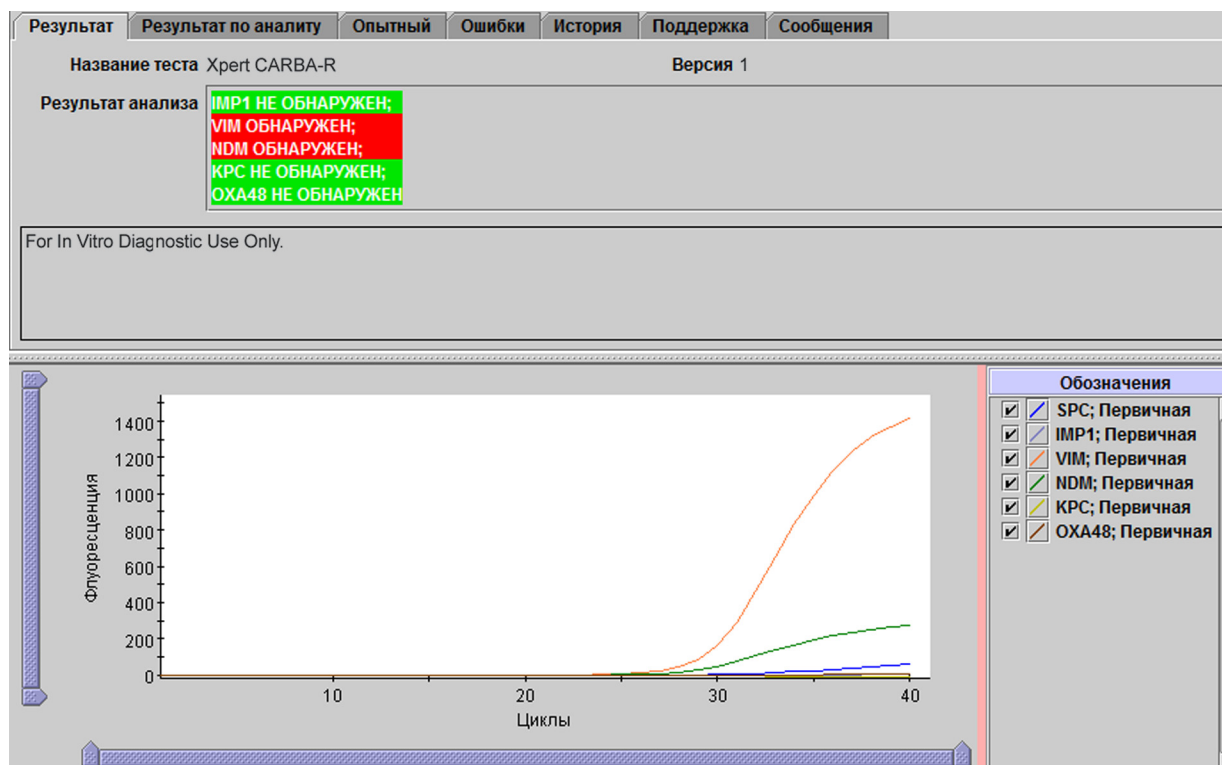 Результат Результат по аналиту Опытный Ошибки История Поддержка Сообщения
Название теста Xpert CARBA-R Версия 1
Результат анализа IMP1 НЕ ОБНАРУЖЕН;
VIM ОБНАРУЖЕН;
NDM ОБНАРУЖЕН;
KPC НЕ ОБНАРУЖЕН;
OXA48 НЕ ОБНАРУЖЕН
For In Vitro Diagnostic Use Only.
Обозначения
SPC; Первичная
IMP1; Первичная
VIM; Первичная
NDM; Первичная
KPC; Первичная
OXA48; Первичная
Флуоресценция
1400
1200
1000
800
600
400
200
0
10 20 30 40
Циклы